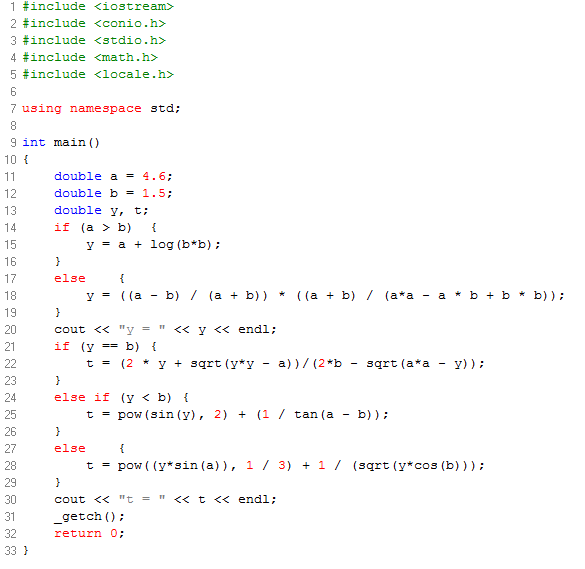 1 #include <iostream>
2 #include <conio.h>
3 #include <stdio.h>
4 #include <math.h>
5 #include <locale.h>
6
7 using namespace std;
8
9 int main()
10 {
11     double a = 4.6;
12     double b = 1.5;
13     double y, t;
14     if (a > b)  {
15         y = a + log(b*b);
16     }
17     else    {
18         y = ((a - b) / (a + b)) * ((a + b) / (a*a - a * b + b * b));
19     }
20     cout << "y = " << y << endl;
21     if (y == b) {
22         t = (2 * y + sqrt(y*y - a))/(2*b - sqrt(a*a - y));
23     }
24     else if (y < b) {
25         t = pow(sin(y), 2) + (1 / tan(a - b));
26     }
27     else    {
28         t = pow((y*sin(a)), 1 / 3) + 1 / (sqrt(y*cos(b)));
29     }
30     cout << "t = " << t << endl;
31     _getch();
32     return 0;
33 }